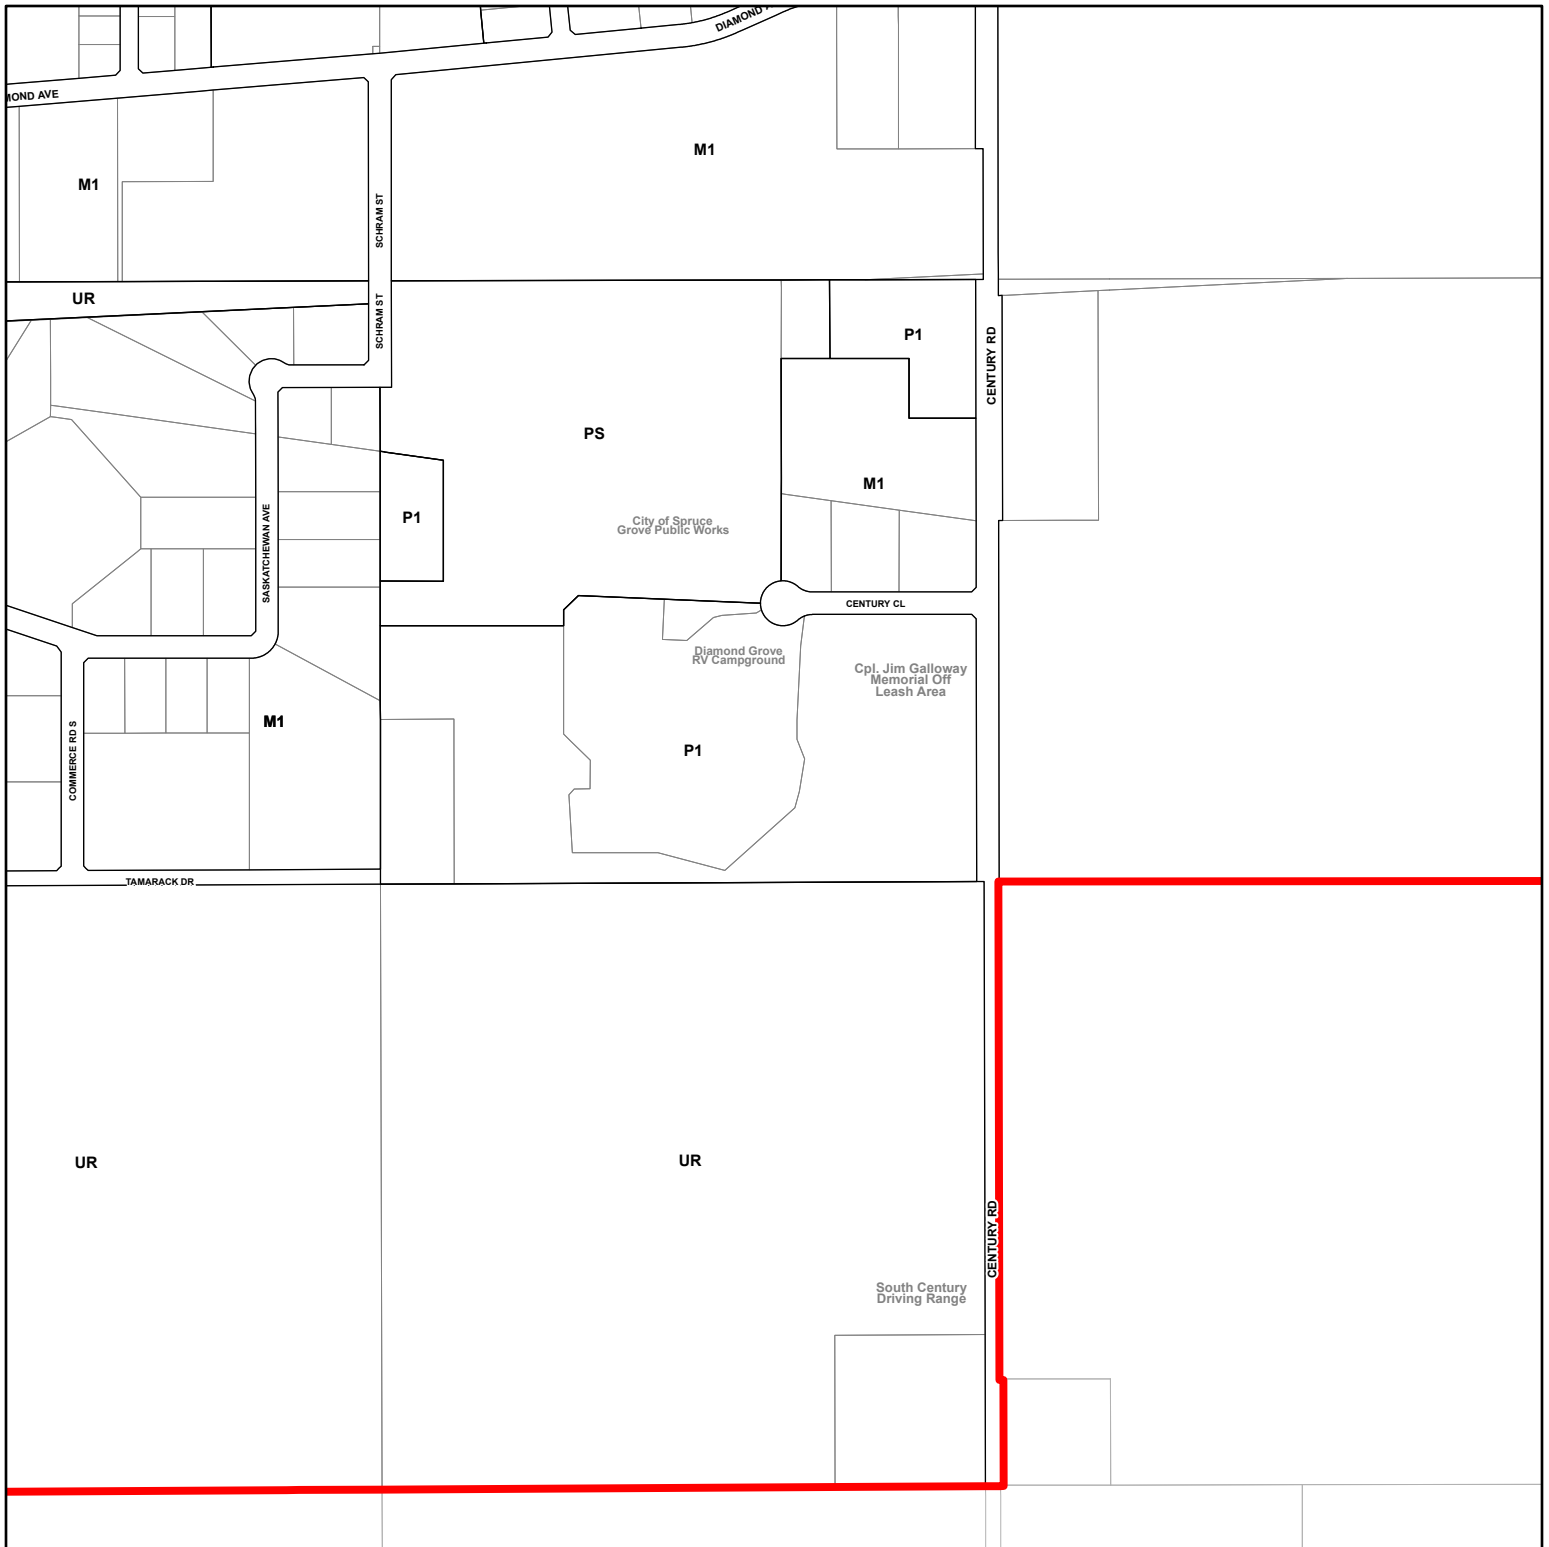 DIAMOND
MOND AVE
M1
M1
SCHRAM ST
UR
SCHRAM ST
P1
CENTURY RD
PS
M1
P1
City of Spruce
Grove Public Works
SASKATCHEWAN AVE
CENTURY CL
Diamond Grove
RV Campground
Cpl. Jim Galloway
Memorial Off
Leash Area
M1
COMMERCE RD S
P1
TAMARACK DR
UR
UR
CENTURY RD
South Century
Driving Range